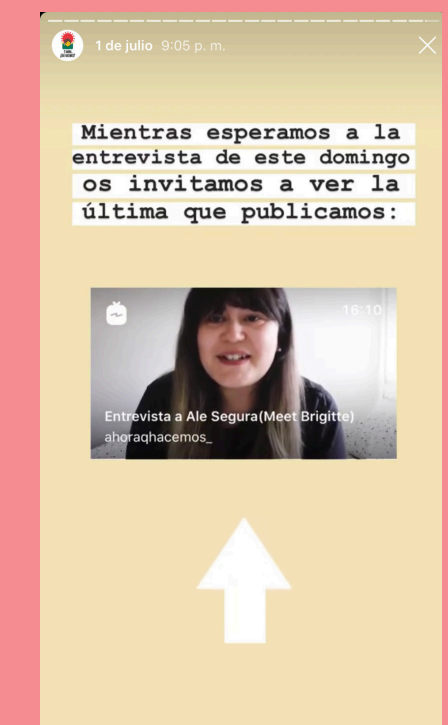 1 de julio 9:05 p. m.
Mientras esperamos a la
entrevista de este domingo
os invitamos a ver la
última que publicamos:
16:10
Entrevista a Ale Segura(Meet Brigitte)
ahoraqhacemos_